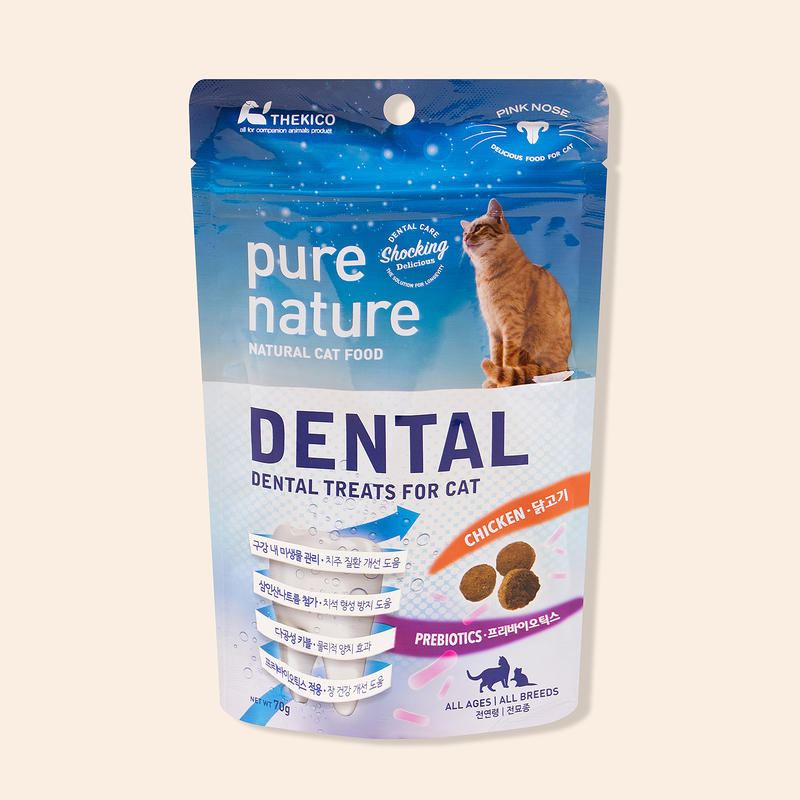 THEKICO
all for companion animals product
PINK NOSE
DELICIOUS FOOD FOR CAT
pure
nature
NATURAL CAT FOOD
DENTAL CARE
Shocking
Delicious
THE SOLUTION FOR LONGEVITY
DENTAL
DENTAL TREATS FOR CAT
CHICKEN · 닭고기
구강 내 미생물 관리 · 치주 질환 개선 도움
삼인산나트륨 첨가 · 치석 형성 방지 도움
다공성 키블 · 물리적 양치 효과
프리바이오틱스 적용 · 장 건강 개선 도움
PREBIOTICS · 프리바이오틱스
ALL AGES | ALL BREEDS
전연령 | 전묘종
NET WT 70g